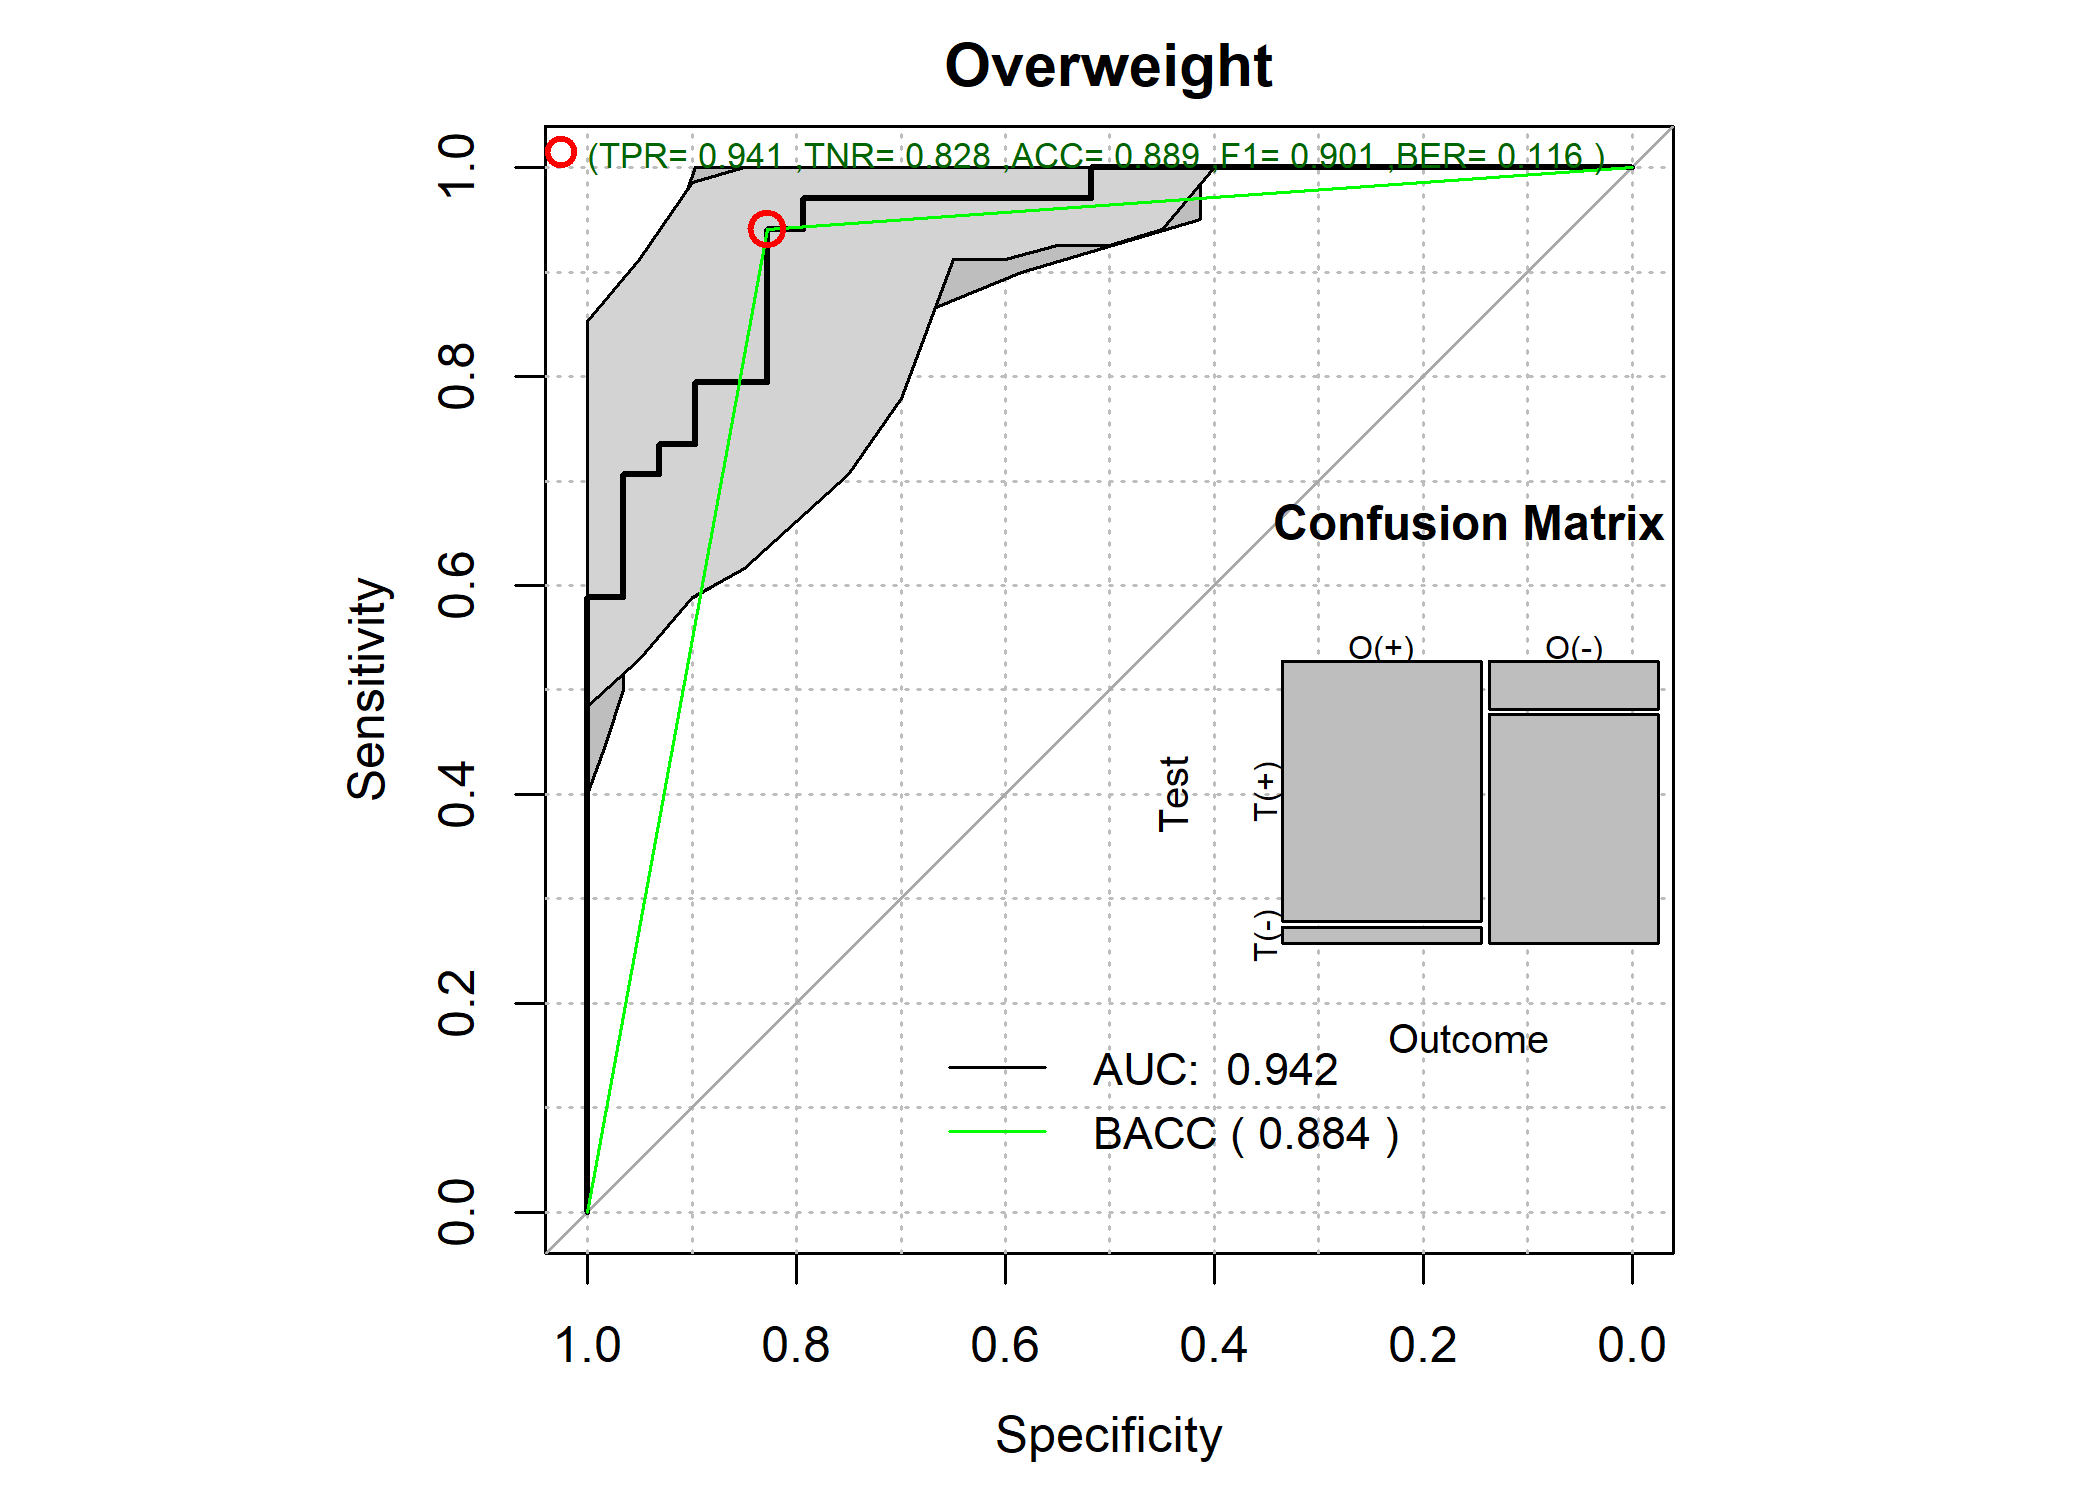 Overweight
(TPR= 0.941 ,TNR= 0.828 ,ACC= 0.889 ,F1= 0.901 ,BER= 0.116 )
1.0
0.8
0.6
0.4
0.2
0.0
Sensitivity
Confusion Matrix
O(+) O(-)
Test
T(+)
T(-)
Outcome
AUC: 0.942
BACC ( 0.884 )
1.0 0.8 0.6 0.4 0.2 0.0
Specificity